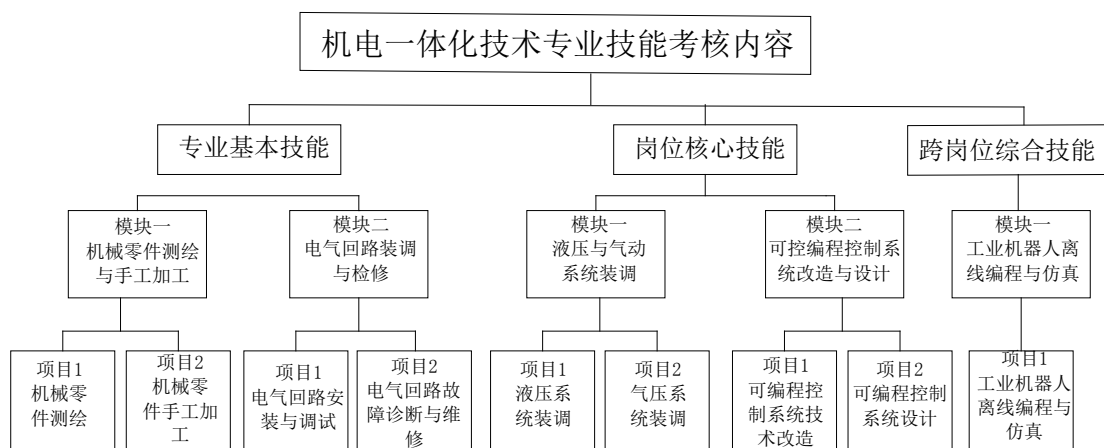 机电一体化技术专业技能考核内容
专业基本技能
岗位核心技能
跨岗位综合技能
模块一
机械零件测绘
与手工加工
模块二
电气回路装调
与检修
模块一
液压与气动
系统装调
模块二
可控编程控制系
统改造与设计
模块一
工业机器人离
线编程与仿真
项目1
机械零
件测绘
项目2
机械零
件手工加
工
项目1
电气回路安
装与调试
项目2
电气回路故
障诊断与维
修
项目1
液压系
统装调
项目2
气压系
统装调
项目1
可编程控
制系统技
术改造
项目2
可编程控制
系统设计
项目1
工业机器人
离线编程与
仿真